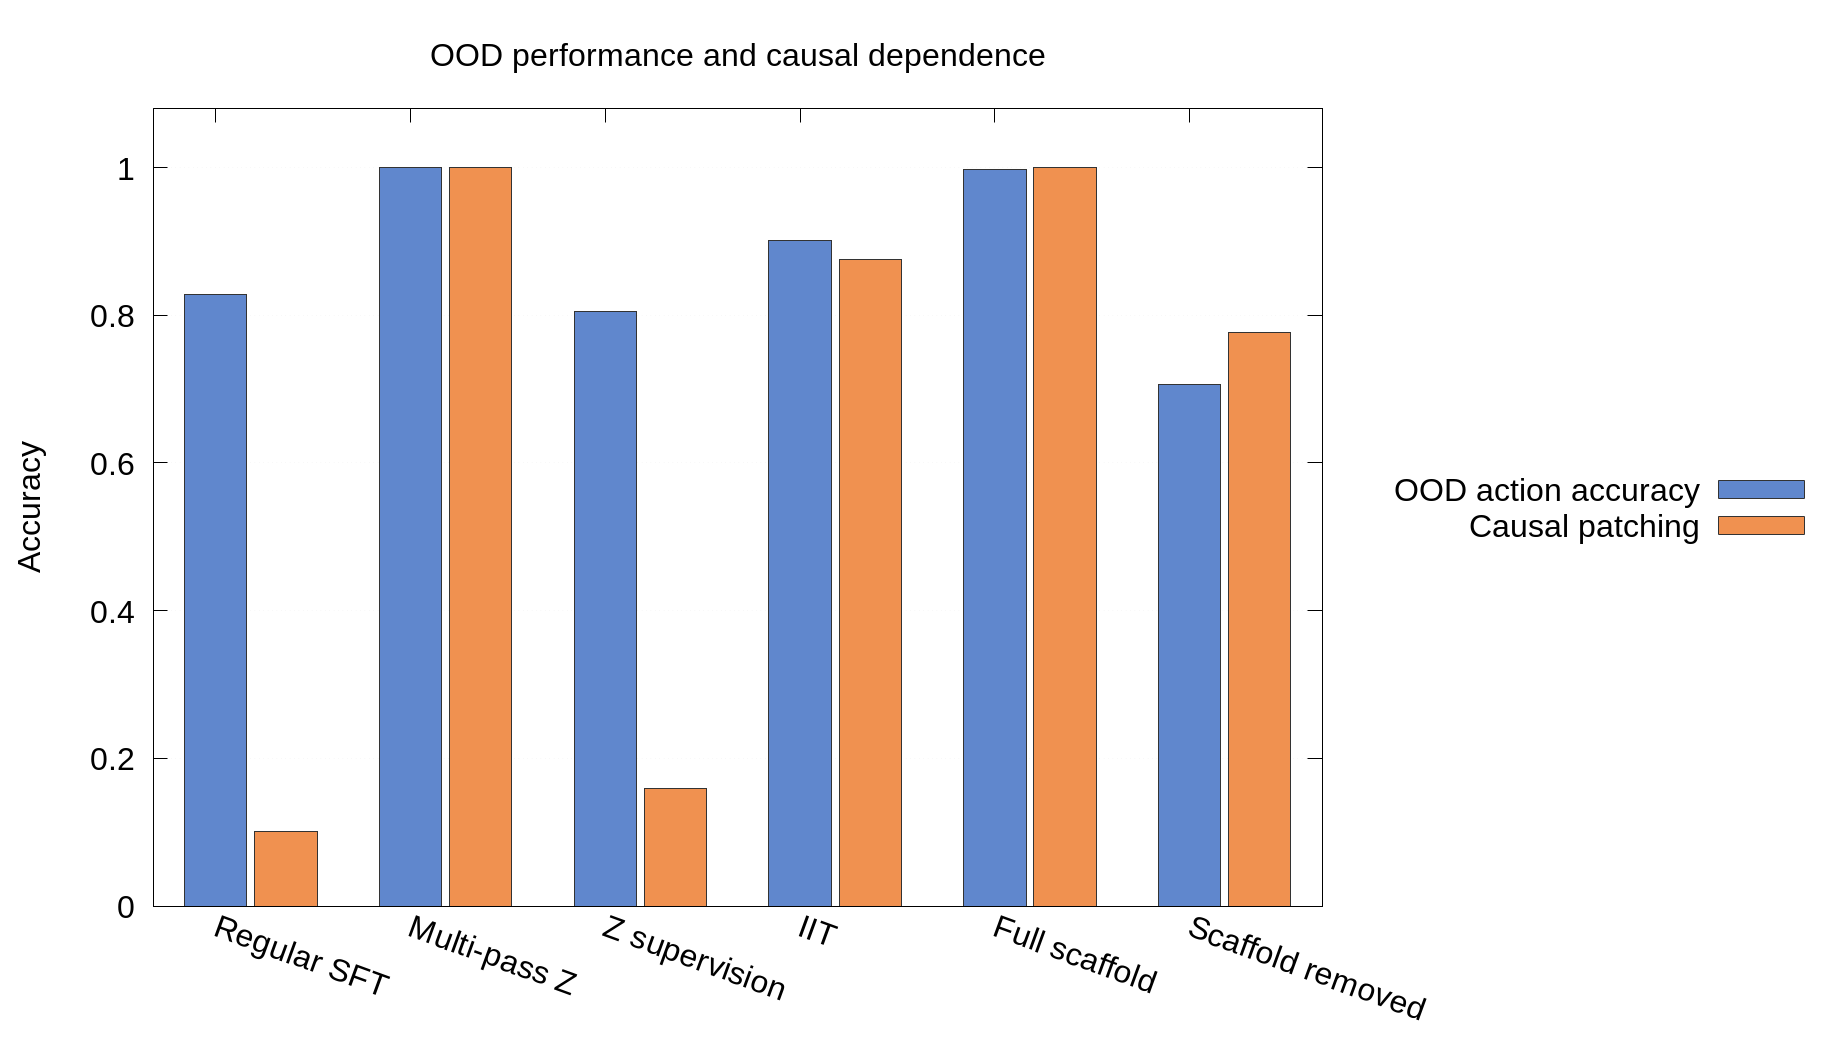 OOD performance and causal dependence
Accuracy
1
0.8
0.6
0.4
0.2
0
Regular SFT
Multi-pass Z
Z supervision
IIT
Full scaffold
Scaffold removed
OOD action accuracy
Causal patching